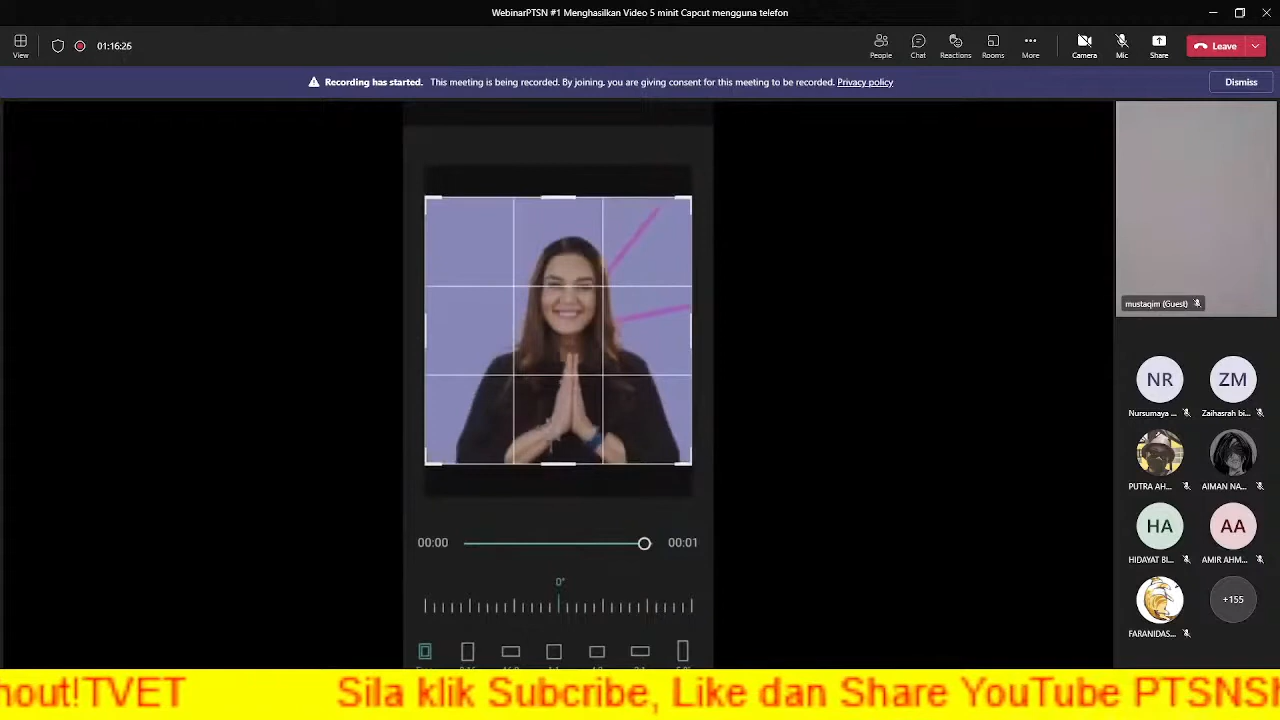 WebinarPTSN #1 Menghasilkan Video 5 minit Capcut mengguna telefon
View
01:16:26
People
Chat
Reactions
Rooms
More
Camera
Mic
Share
Leave
Recording has started. This meeting is being recorded. By joining, you are giving consent for this meeting to be recorded. Privacy policy
Dismiss
mustaqim (Guest)
NR
ZM
Nursumaya ...
Zaihasrah bi...
PUTRA AH...
AIMAN NA...
HA
AA
HIDAYAT BI...
AMIR AHM...
+155
FARANIDAS...
00:00
00:01
0°
hout!TVET Sila klik Subcribe, Like dan Share YouTube PTSNS